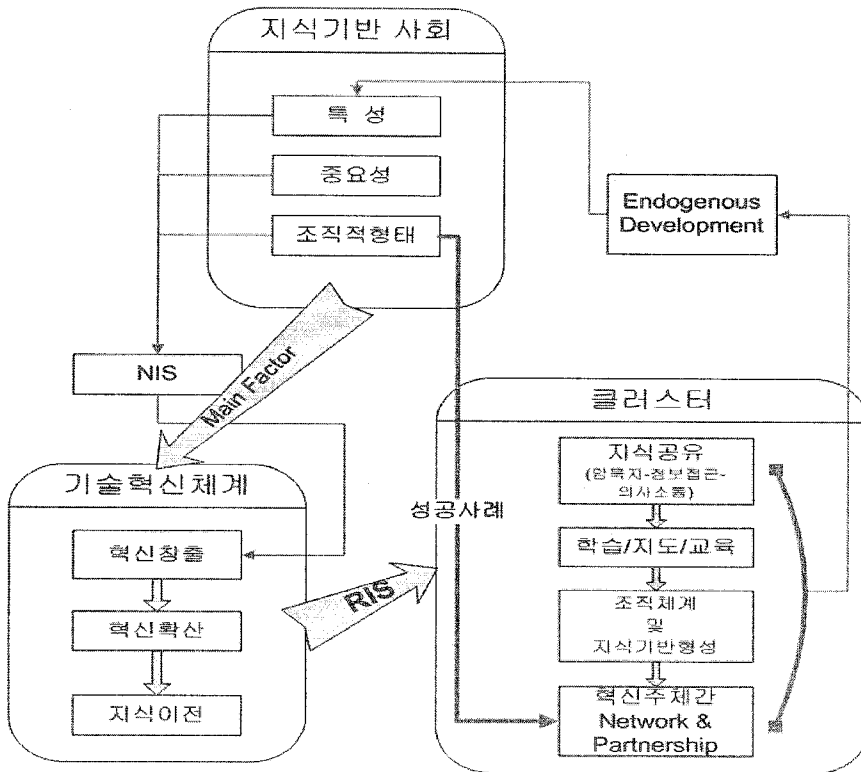 지식기반 사회
특 성
중요성
조직적형태
Endogenous
Development
NIS
Main Factor
기술혁신체계
혁신창출
혁신확산
지식이전
RIS
성공사례
클러스터
지식공유
(암묵지-정보접근-
의사소통)
학습/지도/교육
조직체계
및
지식기반형성
혁신주체간
Network &
Partnership